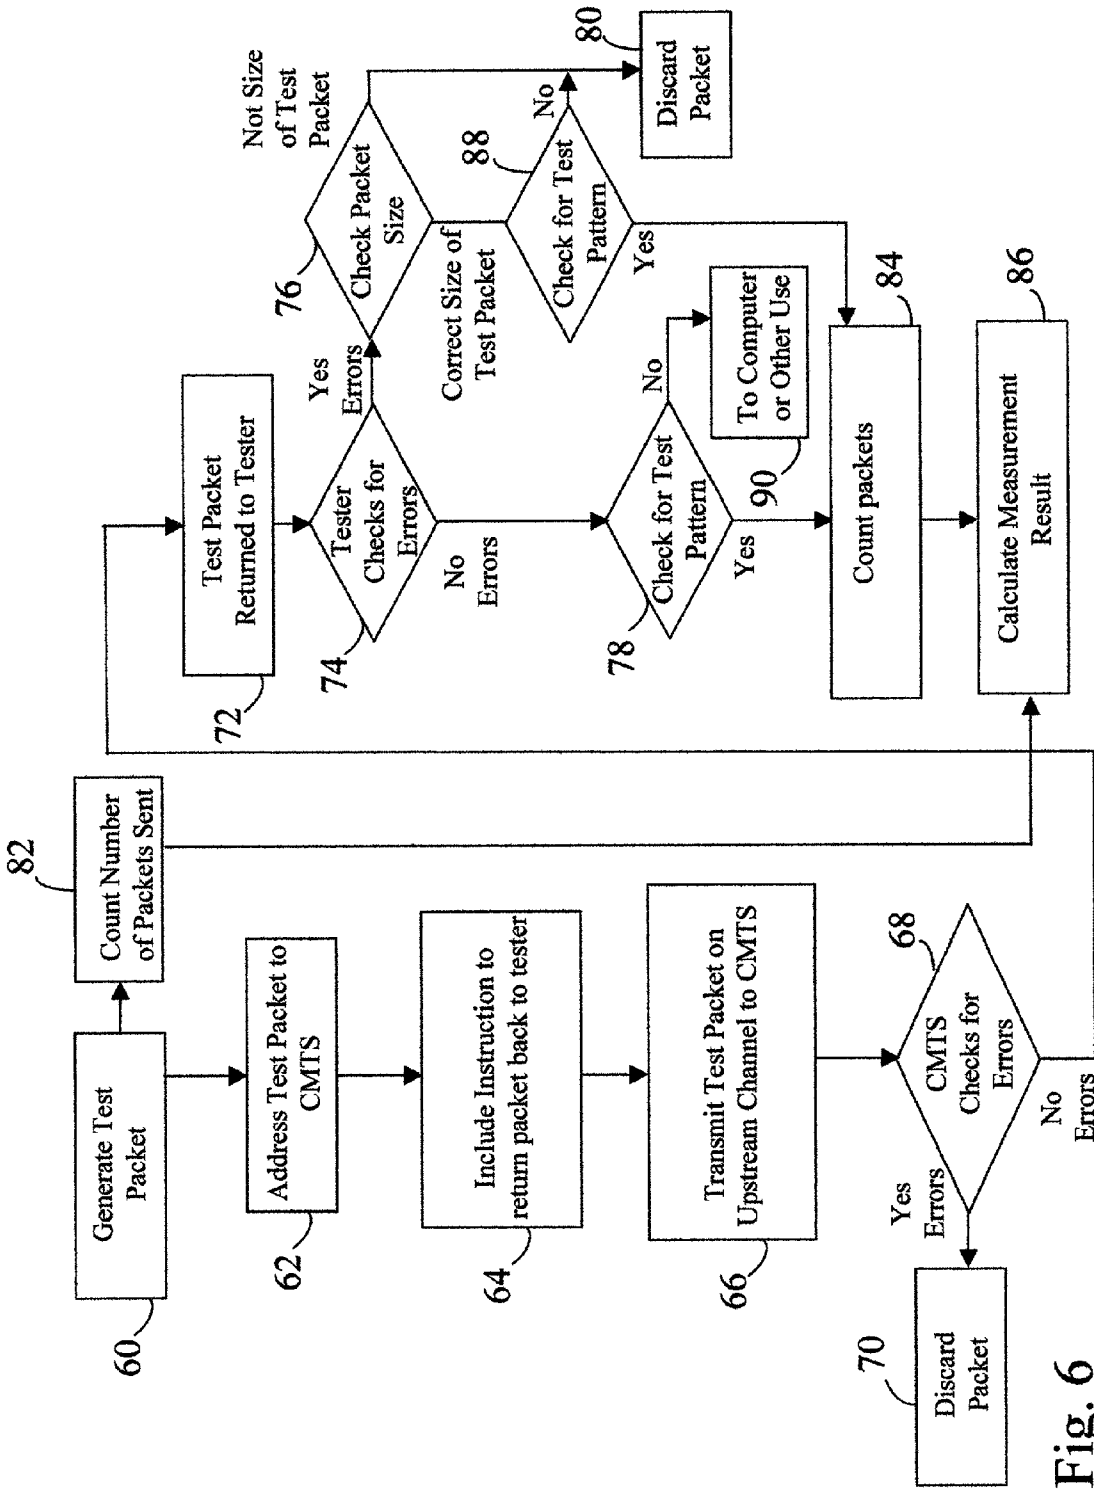 60
Generate Test
Packet
82
Count Number
of Packets Sent
62
Address Test Packet to
CMTS
64
Include Instruction to
return packet back to tester
66
Transmit Test Packet on
Upstream Channel to CMTS
68
CMTS
Checks for
Errors
Yes
Errors
No
Errors
70
Discard
Packet
72
Test Packet
Returned to Tester
74
Tester
Checks for
Errors
Yes
Errors
No
Errors
76
Check Packet
Size
Not Size
of Test
Packet
Correct Size of
Test Packet
88
Check for Test
Pattern
No
Yes
80
Discard
Packet
78
Check for Test
Pattern
No
Yes
90
To Computer
or Other Use
84
Count packets
86
Calculate Measurement
Result
Fig. 6